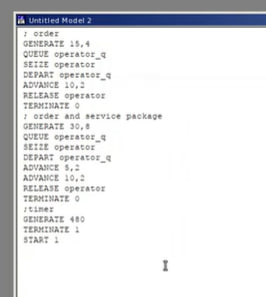 Untitled Model 2
; order
GENERATE 15,4
QUEUE operator_q
SEIZE operator
DEPART operator_q
ADVANCE 10,2
RELEASE operator
TERMINATE 0
; order and service package
GENERATE 30,8
QUEUE operator_q
SEIZE operator
DEPART operator_q
ADVANCE 5,2
ADVANCE 10,2
RELEASE operator
TERMINATE 0
;timer
GENERATE 480
TERMINATE 1
START 1